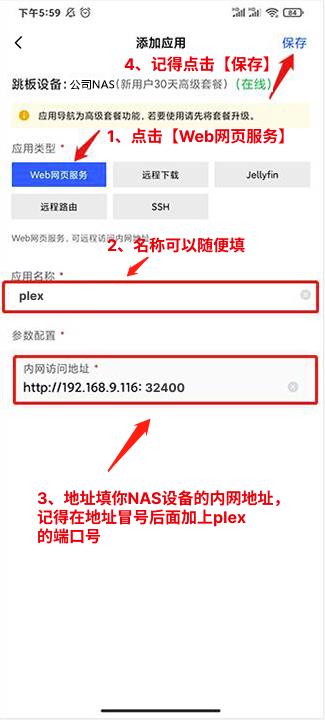 下午5:59
84
添加应用
保存
4、记得点击【保存】
跳板设备：公司NAS(新用户30天高级套餐)（在线）
应用导航为高级套餐功能，若要使用请先将套餐升级。
1、点击【Web网页服务】
应用类型 *
Web网页服务
远程下载
Jellyfin
远程路由
SSH
Web网页服务，可远程访问内网地址
2、名称可以随便填
应用名称 *
plex
参数配置 *
内网访问地址 *
http://192.168.9.116: 32400
3、地址填你NAS设备的内网地址，
记得在地址冒号后面加上plex
的端口号